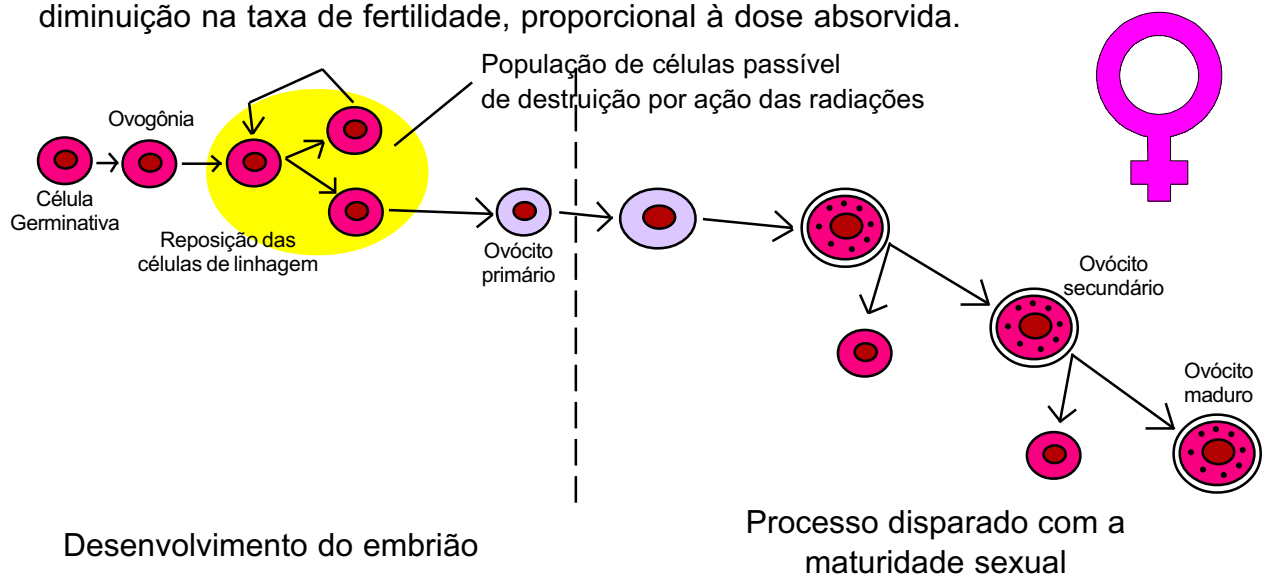 diminuição na taxa de fertilidade, proporcional à dose absorvida.
População de células passível
de destruição por ação das radiações
Ovogônia
Célula
Germinativa
Reposição das
células de linhagem
Ovócito
primário
Ovócito
secundário
Ovócito
maduro
Desenvolvimento do embrião
Processo disparado com a
maturidade sexual